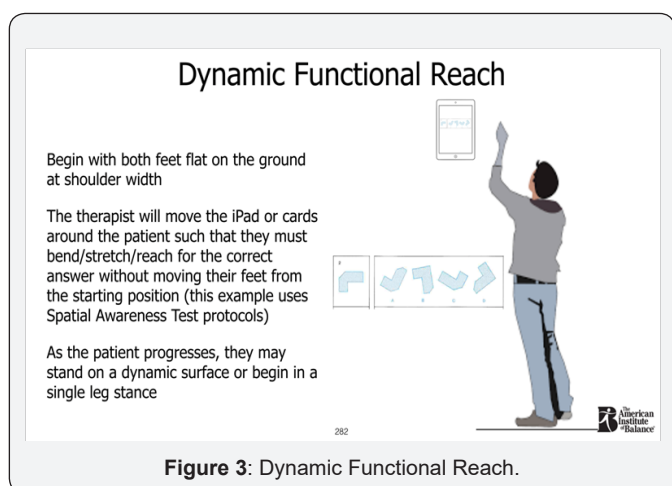 Dynamic Functional Reach
Begin with both feet flat on the ground
at shoulder width
The therapist will move the iPad or cards
around the patient such that they must
bend/stretch/reach for the correct
answer without moving their feet from
the starting position (this example uses
Spatial Awareness Test protocols)
As the patient progresses, they may
stand on a dynamic surface or begin in a
single leg stance
282
The
American
Institute
of Balance
Figure 3: Dynamic Functional Reach.